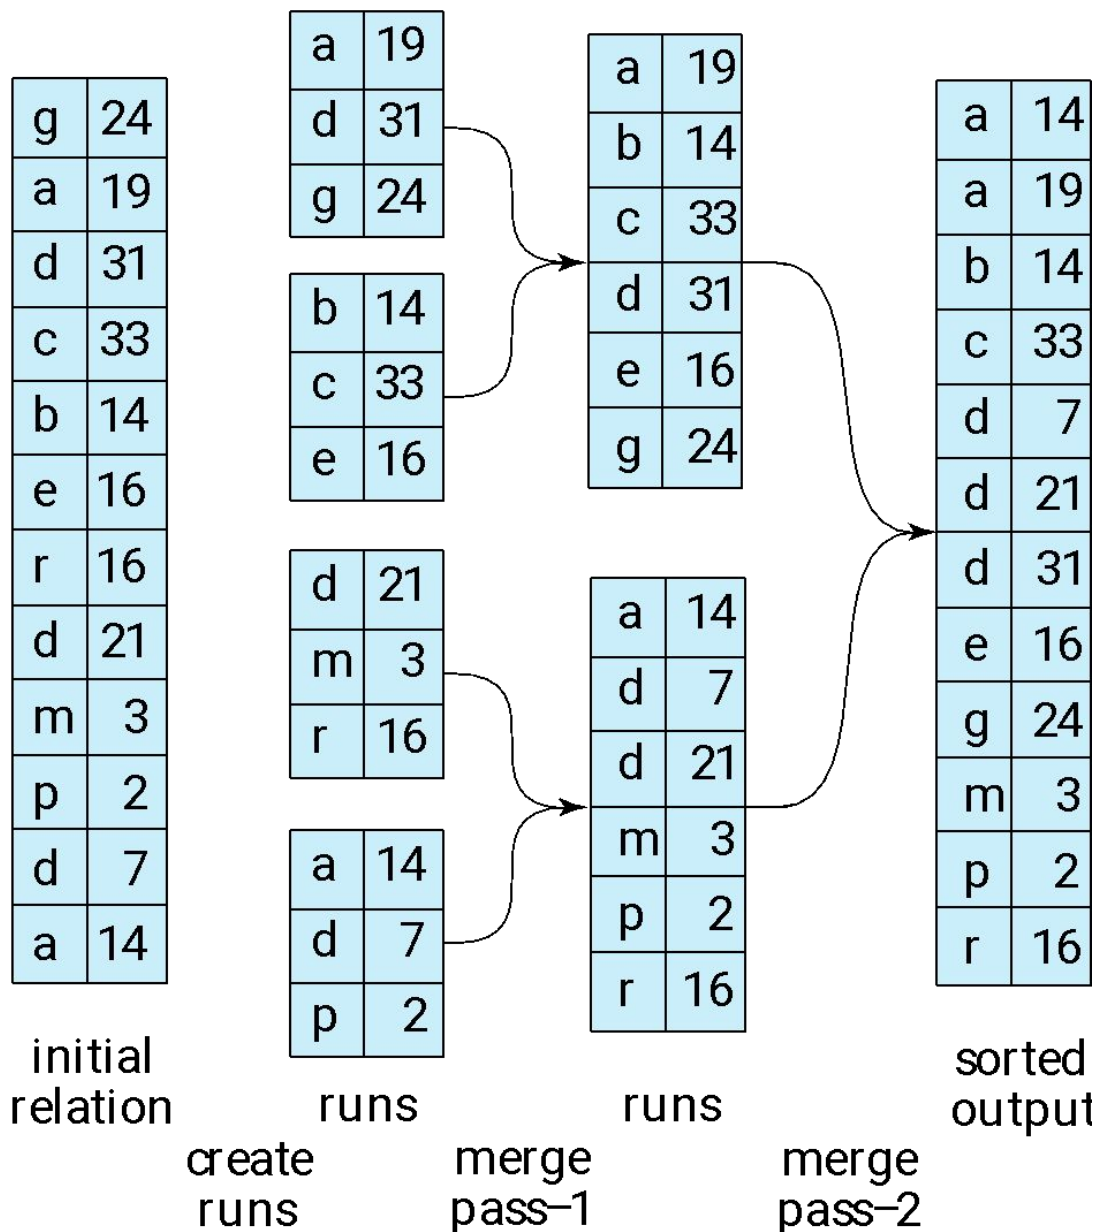 g 24
a 19
d 31
c 33
b 14
e 16
r 16
d 21
m 3
p 2
d 7
a 14
initial
relation
create
runs
a 19
d 31
g 24
b 14
c 33
e 16
d 21
m 3
r 16
a 14
d 7
p 2
runs
merge
pass–1
a 19
b 14
c 33
d 31
e 16
g 24
a 14
d 7
d 21
m 3
p 2
r 16
runs
merge
pass–2
a 14
a 19
b 14
c 33
d 7
d 21
d 31
e 16
g 24
m 3
p 2
r 16
sorted
output